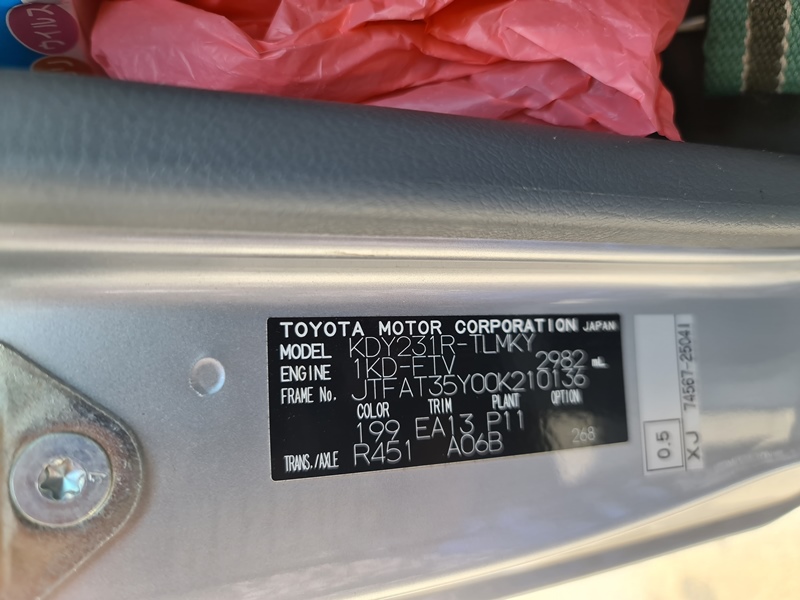 TOYOTA MOTOR CORPORATION JAPAN
MODEL KDY231R-TLMKY
ENGINE 1KD-FTV 2982 mL
FRAME No. JTFAT35Y00K210136
COLOR TRIM PLANT OPTION
199 EA13 P11 268
TRANS./AXLE R451 A06B
74567-25041
0.5 XJ